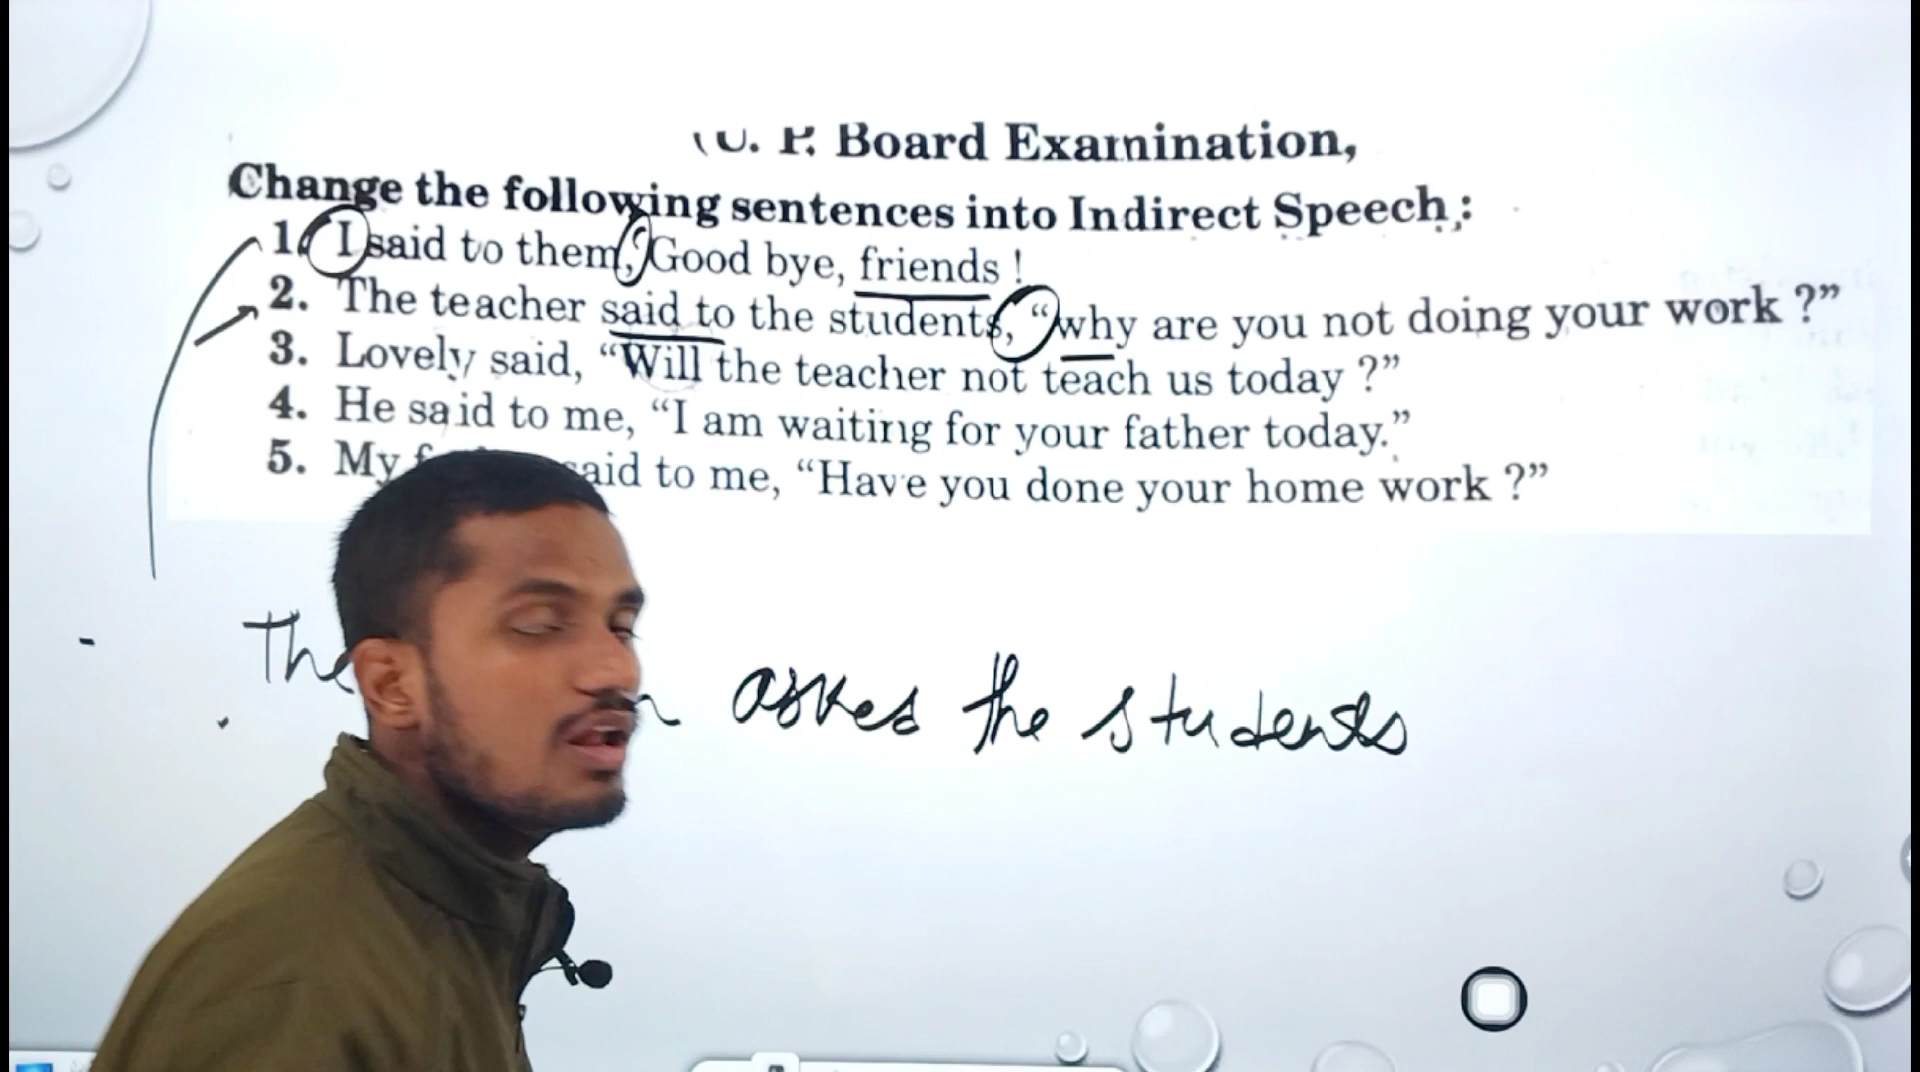 U. P. Board Examination,
Change the following sentences into Indirect Speech :
1. I said to them, "Good bye, friends !
2. The teacher said to the students, “why are you not doing your work ?”
3. Lovely said, “Will the teacher not teach us today ?”
4. He said to me, “I am waiting for your father today.”
5. My said to me, “Have you done your home work ?”
The asked the students